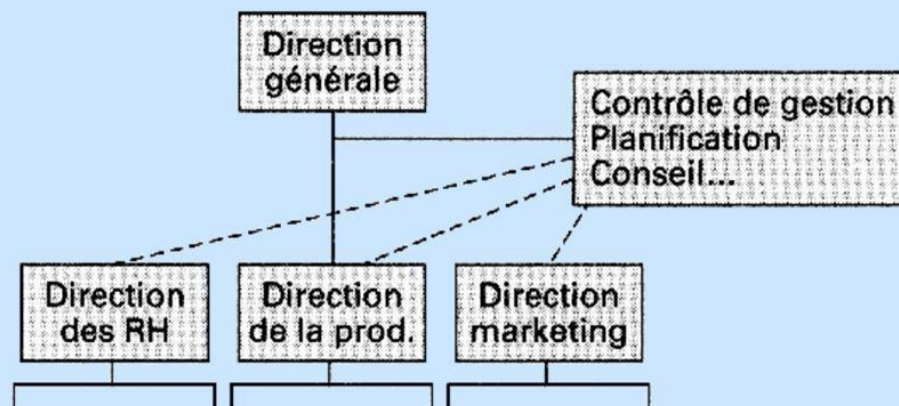 Direction
générale
Contrôle de gestion
Planification
Conseil...
Direction
des RH
Direction
de la prod.
Direction
marketing